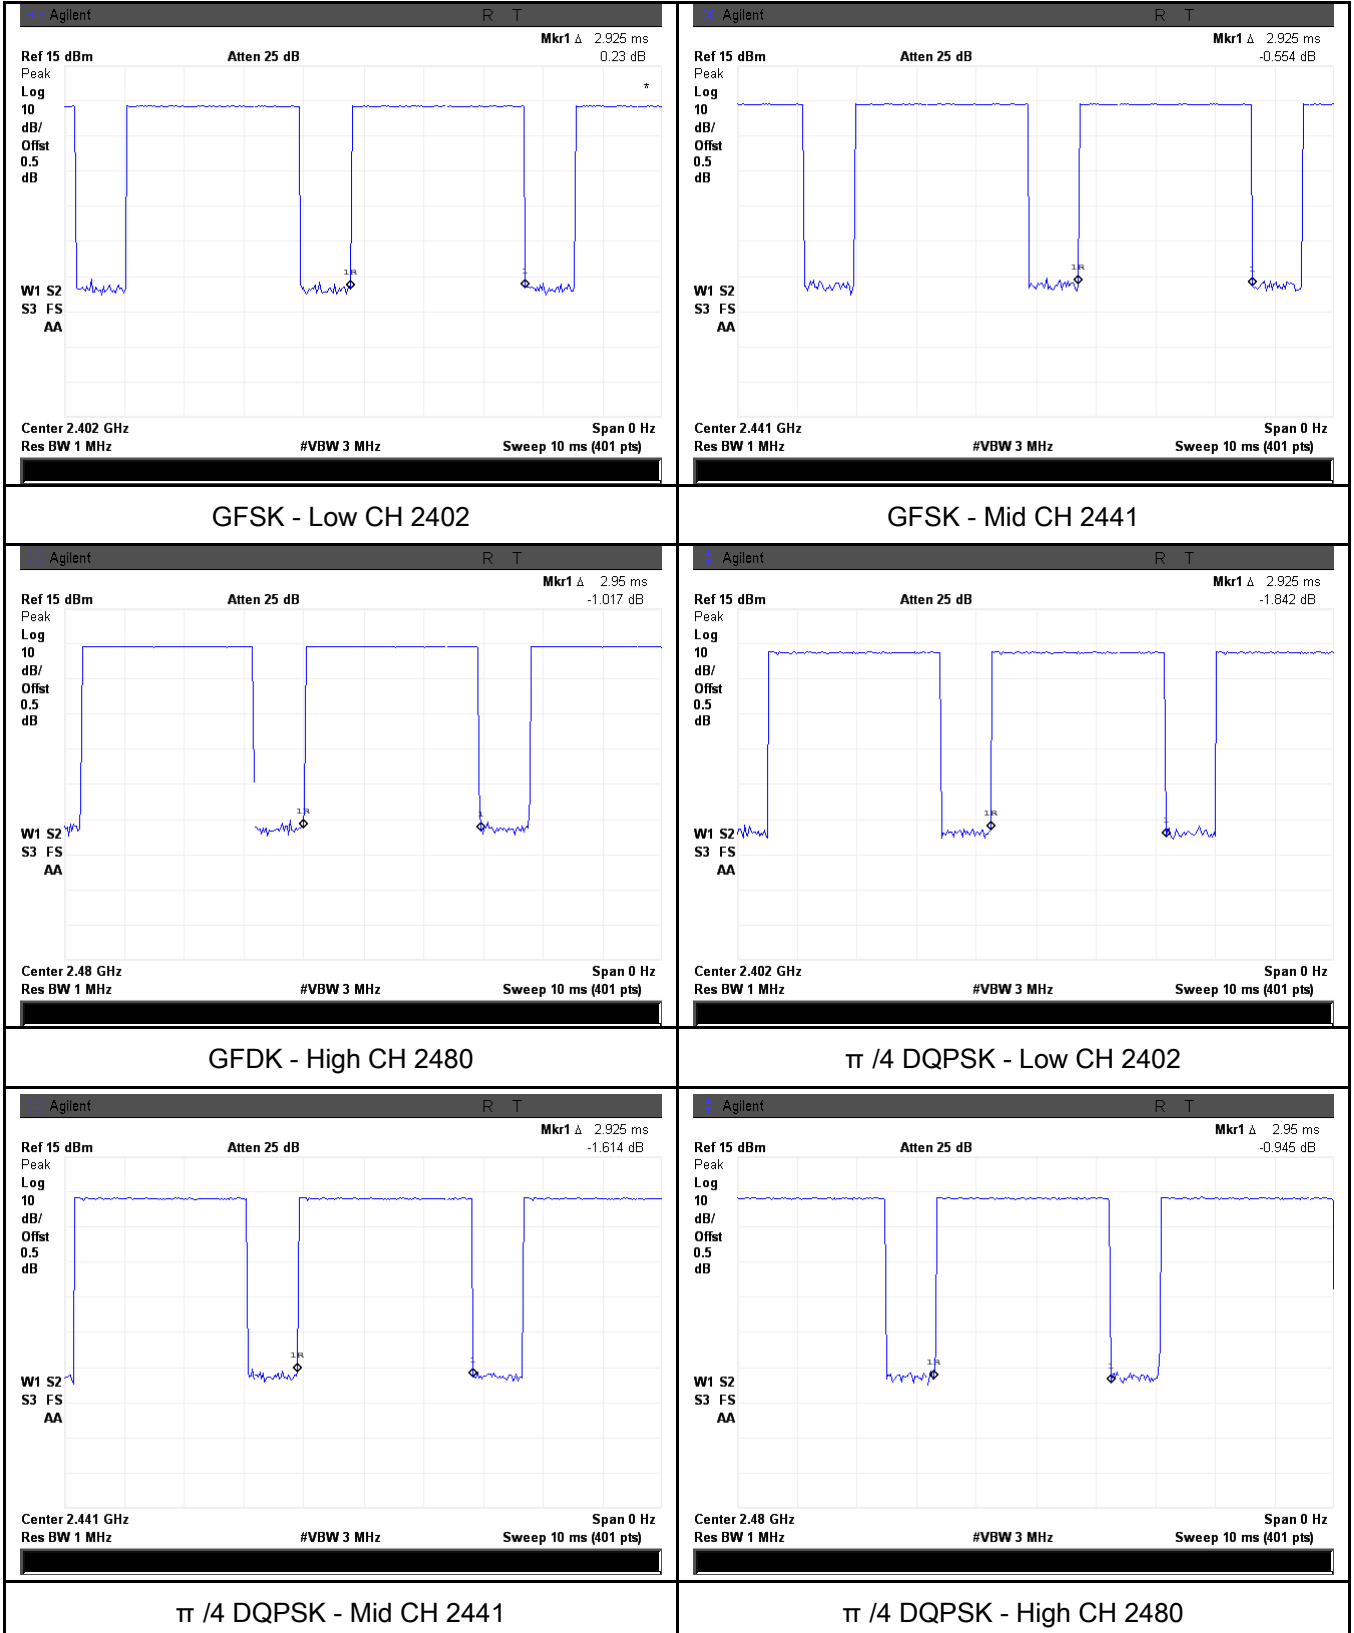 Agilent R T
Mkr1 Δ 2.925 ms
Ref 15 dBm Atten 25 dB 0.23 dB
Peak
Log
10
dB/
Offst
0.5
dB
*
1R
1
W1 S2
S3 FS
AA
Center 2.402 GHz Span 0 Hz
Res BW 1 MHz #VBW 3 MHz Sweep 10 ms (401 pts)
GFSK - Low CH 2402
Agilent R T
Mkr1 Δ 2.925 ms
Ref 15 dBm Atten 25 dB -0.554 dB
Peak
Log
10
dB/
Offst
0.5
dB
1R
1
W1 S2
S3 FS
AA
Center 2.441 GHz Span 0 Hz
Res BW 1 MHz #VBW 3 MHz Sweep 10 ms (401 pts)
GFSK - Mid CH 2441
Agilent R T
Mkr1 Δ 2.95 ms
Ref 15 dBm Atten 25 dB -1.017 dB
Peak
Log
10
dB/
Offst
0.5
dB
1R
1
W1 S2
S3 FS
AA
Center 2.48 GHz Span 0 Hz
Res BW 1 MHz #VBW 3 MHz Sweep 10 ms (401 pts)
GFDK - High CH 2480
Agilent R T
Mkr1 Δ 2.925 ms
Ref 15 dBm Atten 25 dB -1.842 dB
Peak
Log
10
dB/
Offst
0.5
dB
1R
1
W1 S2
S3 FS
AA
Center 2.402 GHz Span 0 Hz
Res BW 1 MHz #VBW 3 MHz Sweep 10 ms (401 pts)
π /4 DQPSK - Low CH 2402
Agilent R T
Mkr1 Δ 2.925 ms
Ref 15 dBm Atten 25 dB -1.614 dB
Peak
Log
10
dB/
Offst
0.5
dB
1R
1
W1 S2
S3 FS
AA
Center 2.441 GHz Span 0 Hz
Res BW 1 MHz #VBW 3 MHz Sweep 10 ms (401 pts)
π /4 DQPSK - Mid CH 2441
Agilent R T
Mkr1 Δ 2.95 ms
Ref 15 dBm Atten 25 dB -0.945 dB
Peak
Log
10
dB/
Offst
0.5
dB
1R
1
W1 S2
S3 FS
AA
Center 2.48 GHz Span 0 Hz
Res BW 1 MHz #VBW 3 MHz Sweep 10 ms (401 pts)
π /4 DQPSK - High CH 2480